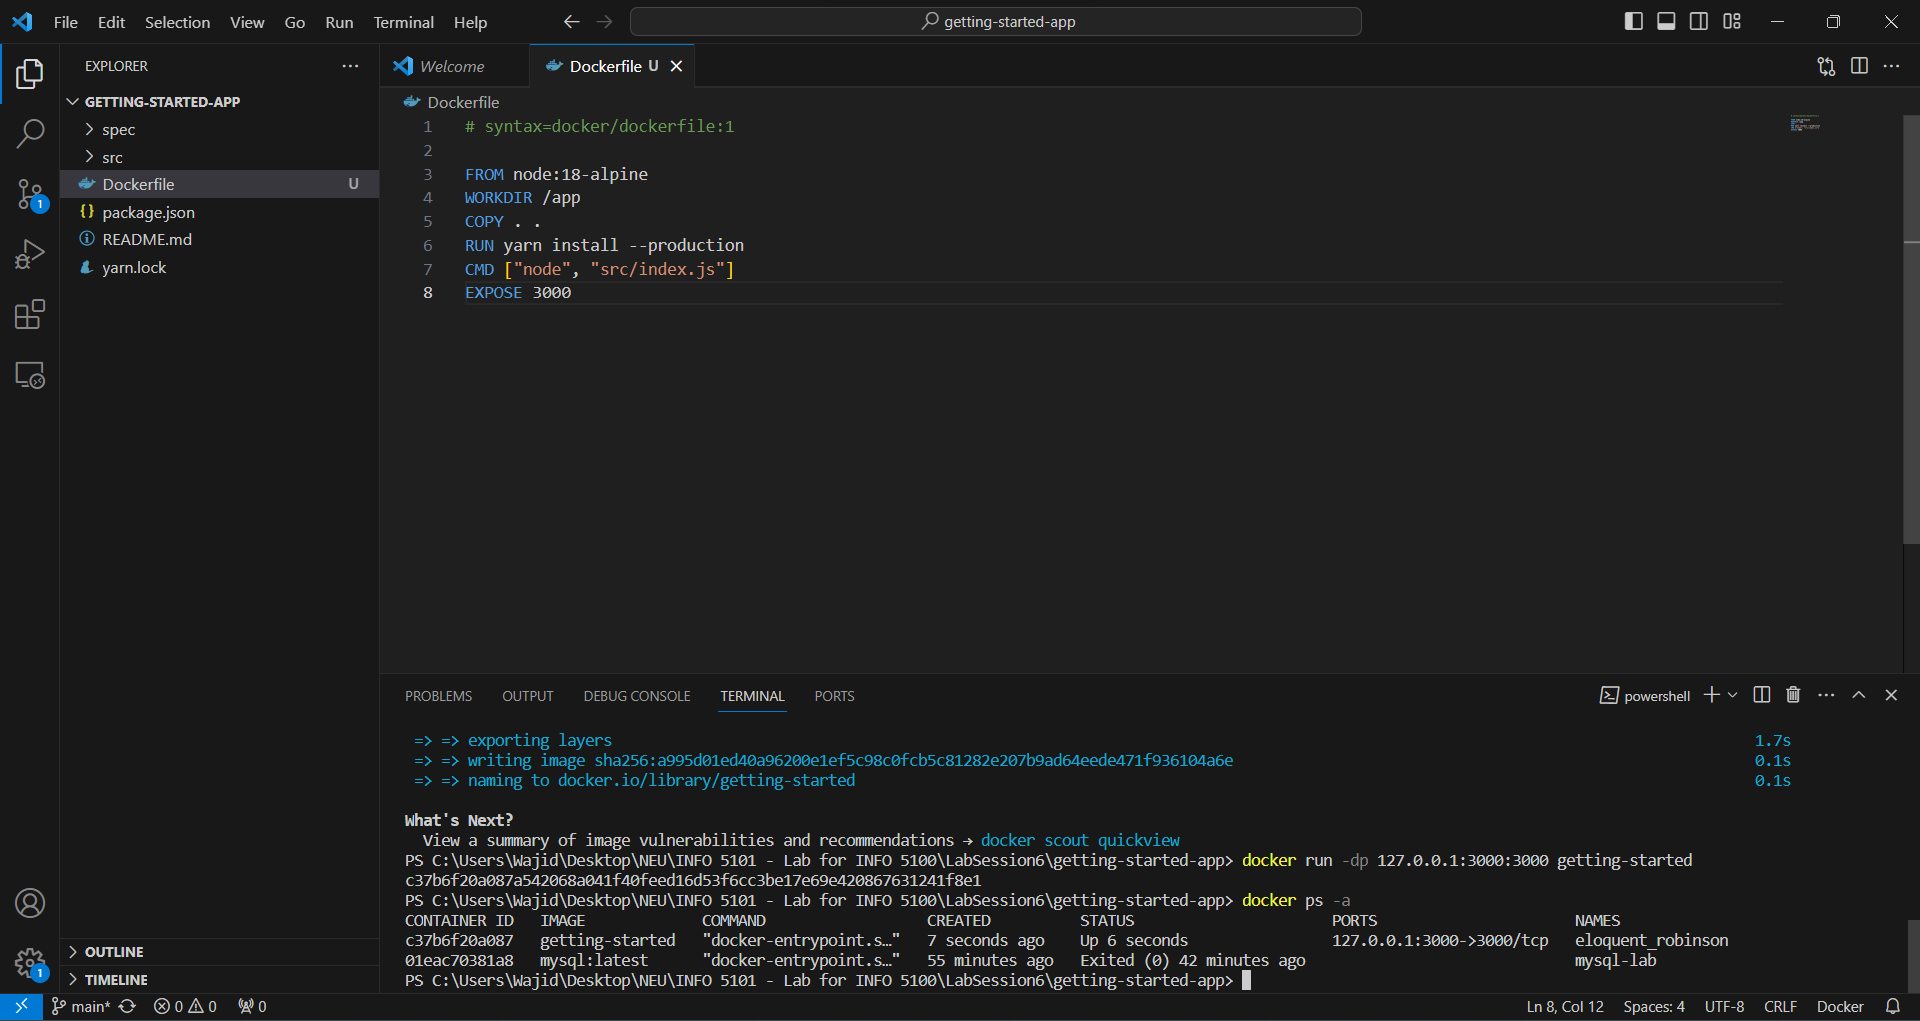 File Edit Selection View Go Run Terminal Help getting-started-app
EXPLORER
GETTING-STARTED-APP
spec
src
Dockerfile U
package.json
README.md
yarn.lock
OUTLINE
TIMELINE
1
1
Welcome Dockerfile U
Dockerfile
1 # syntax=docker/dockerfile:1
2
3 FROM node:18-alpine
4 WORKDIR /app
5 COPY . .
6 RUN yarn install --production
7 CMD ["node", "src/index.js"]
8 EXPOSE 3000
PROBLEMS OUTPUT DEBUG CONSOLE TERMINAL PORTS powershell
=> => exporting layers 1.7s
=> => writing image sha256:a995d01ed40a96200e1ef5c98c0fcb5c81282e207b9ad64eede471f936104a6e 0.1s
=> => naming to docker.io/library/getting-started 0.1s
What's Next?
View a summary of image vulnerabilities and recommendations → docker scout quickview
PS C:\Users\Wajid\Desktop\NEU\INFO 5101 - Lab for INFO 5100\LabSession6\getting-started-app> docker run -dp 127.0.0.1:3000:3000 getting-started
c37b6f20a087a542068a041f40feed16d53f6cc3be17e69e420867631241f8e1
PS C:\Users\Wajid\Desktop\NEU\INFO 5101 - Lab for INFO 5100\LabSession6\getting-started-app> docker ps -a
CONTAINER ID IMAGE COMMAND CREATED STATUS PORTS NAMES
c37b6f20a087 getting-started "docker-entrypoint.s…" 7 seconds ago Up 6 seconds 127.0.0.1:3000->3000/tcp eloquent_robinson
01eac70381a8 mysql:latest "docker-entrypoint.s…" 55 minutes ago Exited (0) 42 minutes ago mysql-lab
PS C:\Users\Wajid\Desktop\NEU\INFO 5101 - Lab for INFO 5100\LabSession6\getting-started-app>
main* 0 0 0 Ln 8, Col 12 Spaces: 4 UTF-8 CRLF Docker